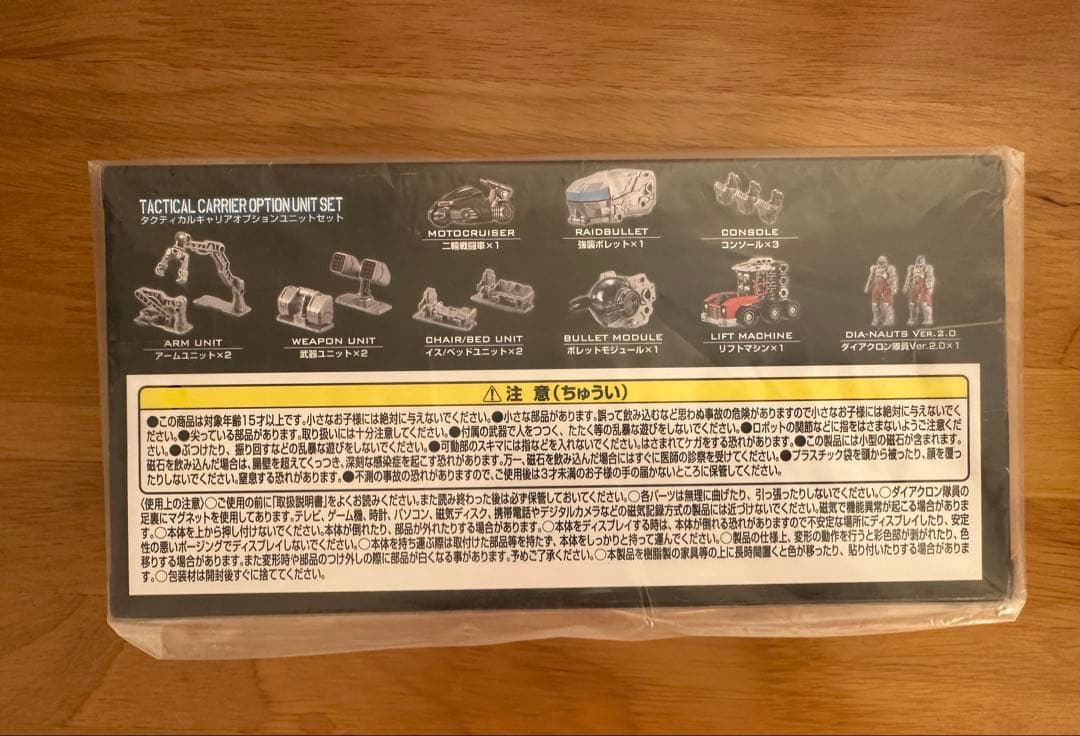 TACTICAL CARRIER OPTION UNIT SET
タクティカルキャリアオプションユニットセット
MOTOCRUISER
二輪戦闘車×1
RAIDBULLET
強襲ボレット×1
CONSOLE
コンソール×3
ARM UNIT
アームユニット×2
WEAPON UNIT
武器ユニット×2
CHAIR/BED UNIT
イス/ベッドユニット×2
BULLET MODULE
ボレットモジュール×1
LIFT MACHINE
リフトマシン×1
DIA-NAUTS VER.2.0
ダイアクロン隊員Ver.2.0×1
⚠注 意(ちゅうい)
●この商品は対象年齢15才以上です。小さなお子様には絶対に与えないでください。●小さな部品があります。誤って飲み込むなど思わぬ事故の危険がありますので小さなお子様には絶対に与えないでく
ださい。●尖っている部品があります。取り扱いには十分注意してください。●付属の武器で人をつつく、たたく等の乱暴な遊びをしないでください。●ロボットの関節などに指をはさまないようご注意くだ
さい。●ぶつけたり、振り回すなどの乱暴な遊びをしないでください。●可動部のスキマには指などを入れないでください。はさまれてケガをする恐れがあります。●この製品には小型の磁石が含まれます。
磁石を飲み込んだ場合は、腸壁を超えてくっつき、深刻な感染症を起こす恐れがあります。万一、磁石を飲み込んだ場合にはすぐに医師の診察を受けてください。●プラスチック袋を頭から被ったり、顔を覆っ
たりしないでください。窒息する恐れがあります。●不測の事故の恐れがありますので、ご使用後は3才未満のお子様の手の届かないところに保管してください。
〈使用上の注意〉○ご使用の前に「取扱説明書」をよくお読みください。また読み終わった後は必ず保管しておいてください。○各パーツは無理に曲げたり、引っ張ったりしないでください。○ダイアクロン隊員の
足裏にマグネットを使用してあります。テレビ、ゲーム機、時計、パソコン、磁気ディスク、携帯電話やデジタルカメラなどの磁気記録方式の製品には近づけないでください。磁気で機能異常が起こる場合がありま
す。○本体を上から押し付けないでください。本体が倒れたり、部品が外れたりする場合があります。○本体をディスプレイする時は、本体が倒れる恐れがありますので不安定な場所にディスプレイしたり、安定
性の悪いポージングでディスプレイしないでください。○本体を持ち運ぶ際は取付けた部品等を持たず、本体をしっかりと持って運んでください。○製品の仕様上、変形の動作を行うと彩色部が剥がれたり、色
移りする場合があります。また変形時や部品のつけ外しの際に部品が白くなる事があります。予めご了承ください。○本製品を樹脂製の家具等の上に長時間置くと色が移ったり、貼り付いたりする場合がありま
す。○包装材は開封後すぐに捨ててください。